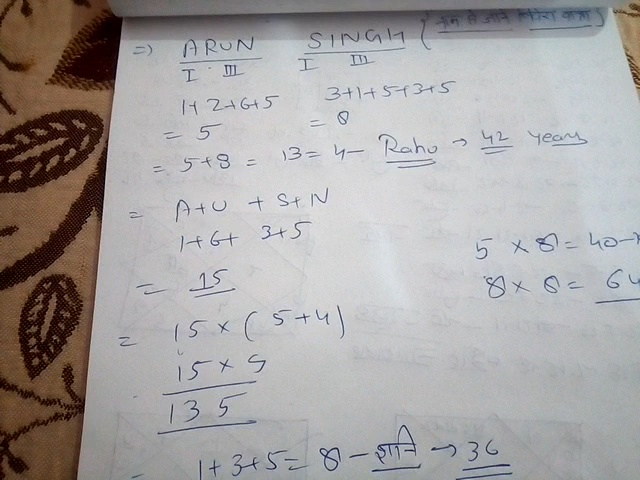 =) ARUN SINGH (
I III I III
1+2+6+5 3+1+5+3+5
= 5 = 8
= 5+8 = 13 = 4 - Rahu → 42 years
= A+U + S+N
1+6+ 3+5
= 15
5 × 8 = 40-
8 × 8 = 64
= 15 × ( 5+4)
15 × 9
135
1+3+5 = 8 - शनि → 36